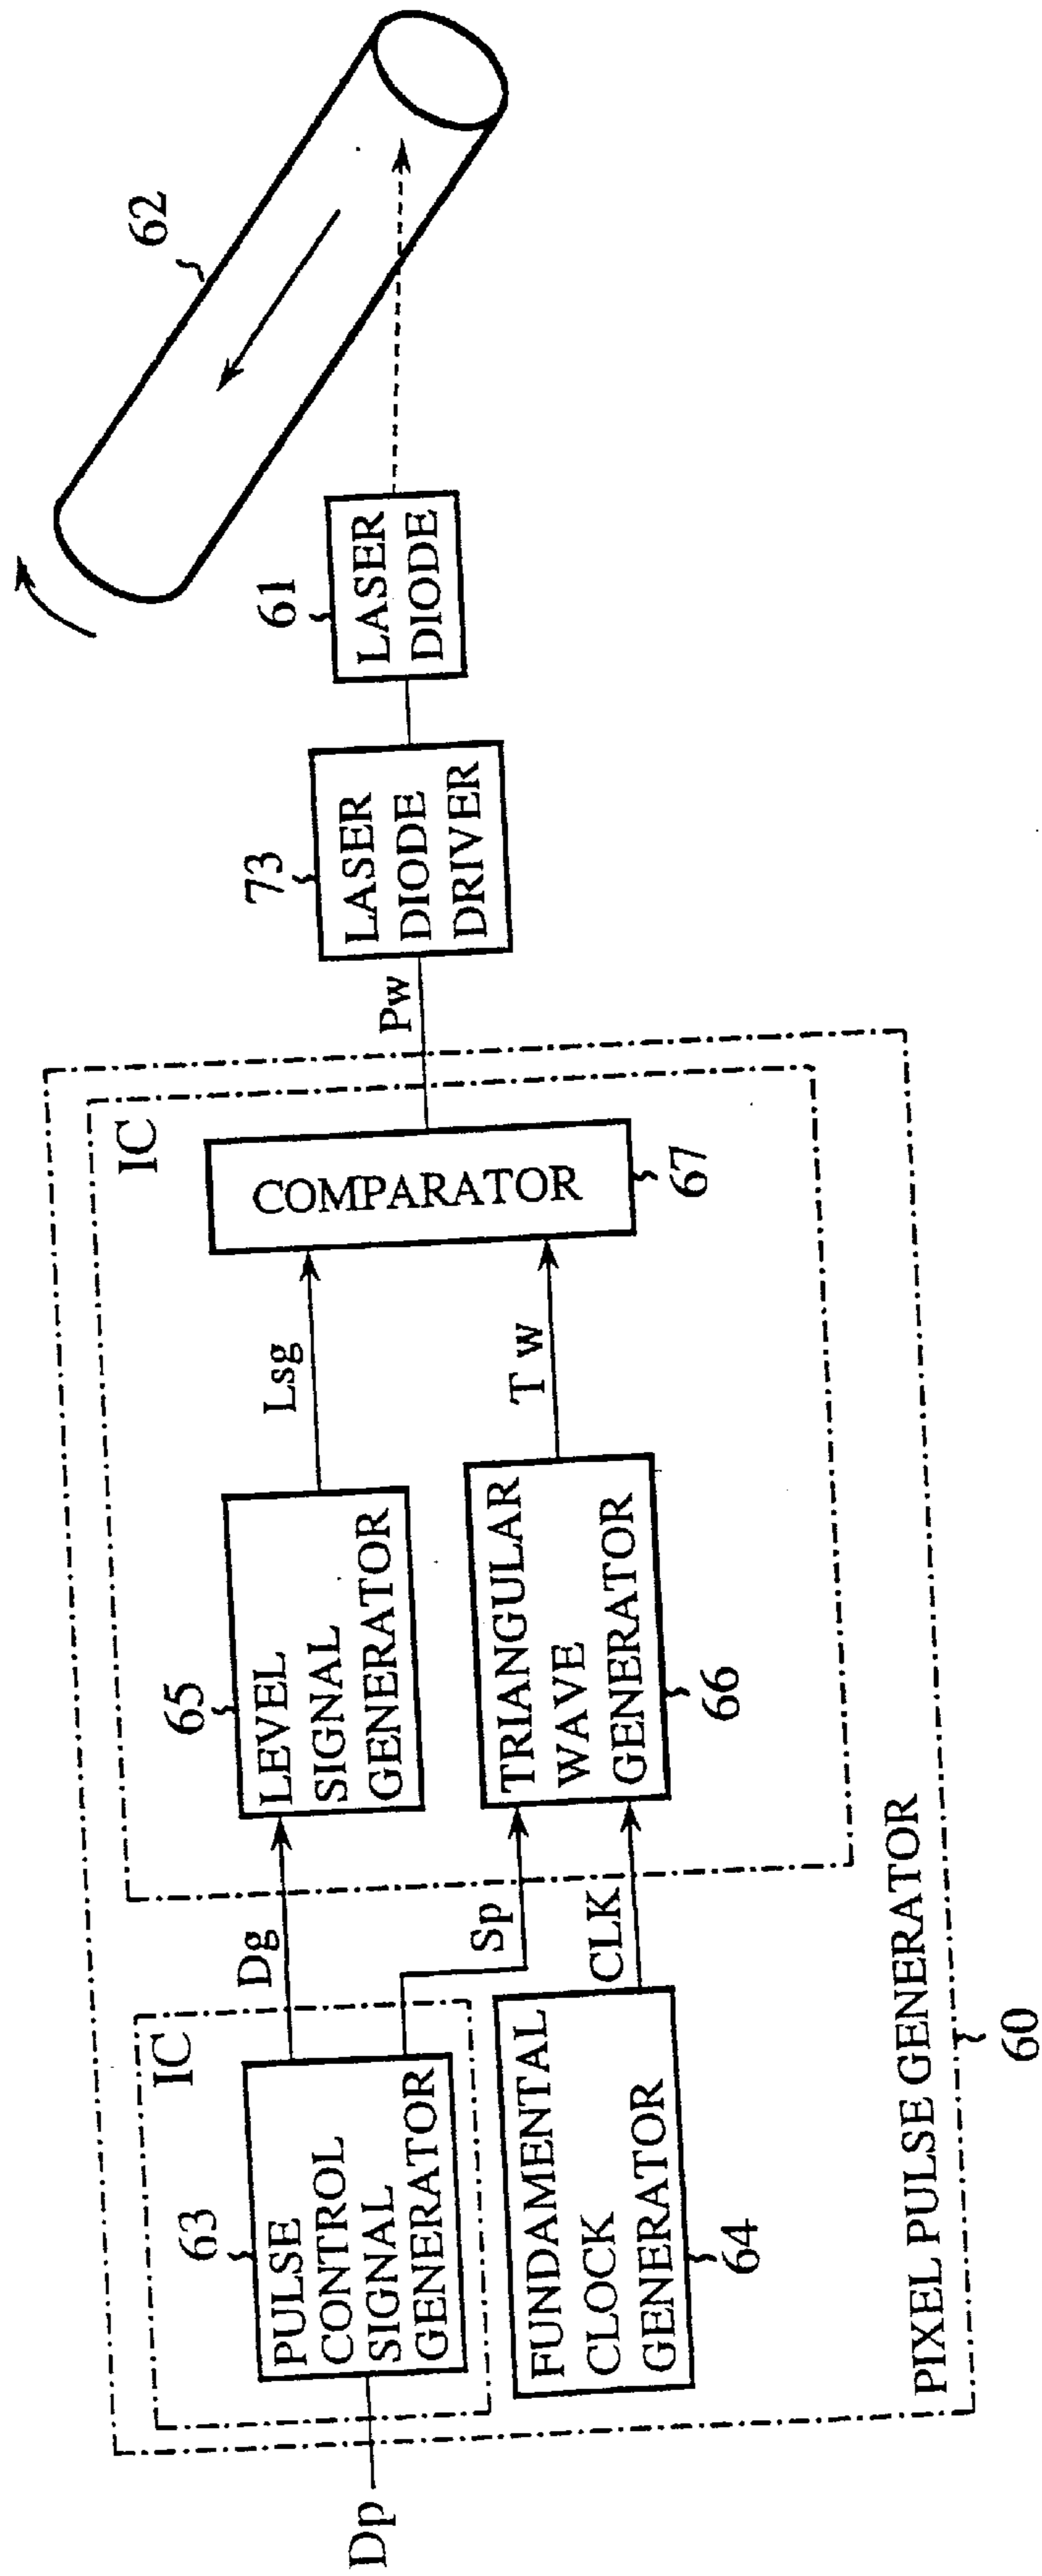 Dp
63
PULSE
CONTROL
SIGNAL
GENERATOR
IC
FUNDAMENTAL
CLOCK
GENERATOR
64
Dg
Sp
CLK
65
LEVEL
SIGNAL
GENERATOR
TRIANGULAR
WAVE
GENERATOR
66
Lsg
T w
IC
COMPARATOR
67
PIXEL PULSE GENERATOR
60
Pw
73
LASER
DIODE
DRIVER
61
LASER
DIODE
62